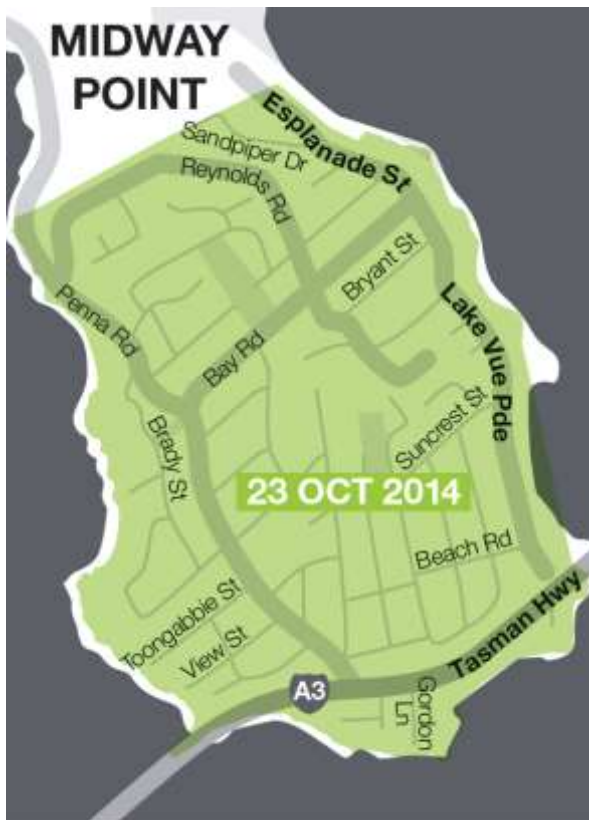 MIDWAY
POINT
Esplanade St
Sandpiper Dr
Reynolds Rd
Bryant St
Penna Rd
Bay Rd
Lake Vue Pde
Suncrest St
Brady St
23 OCT 2014
Beach Rd
Toongabbie St
View St
Tasman Hwy
A3
Gordon